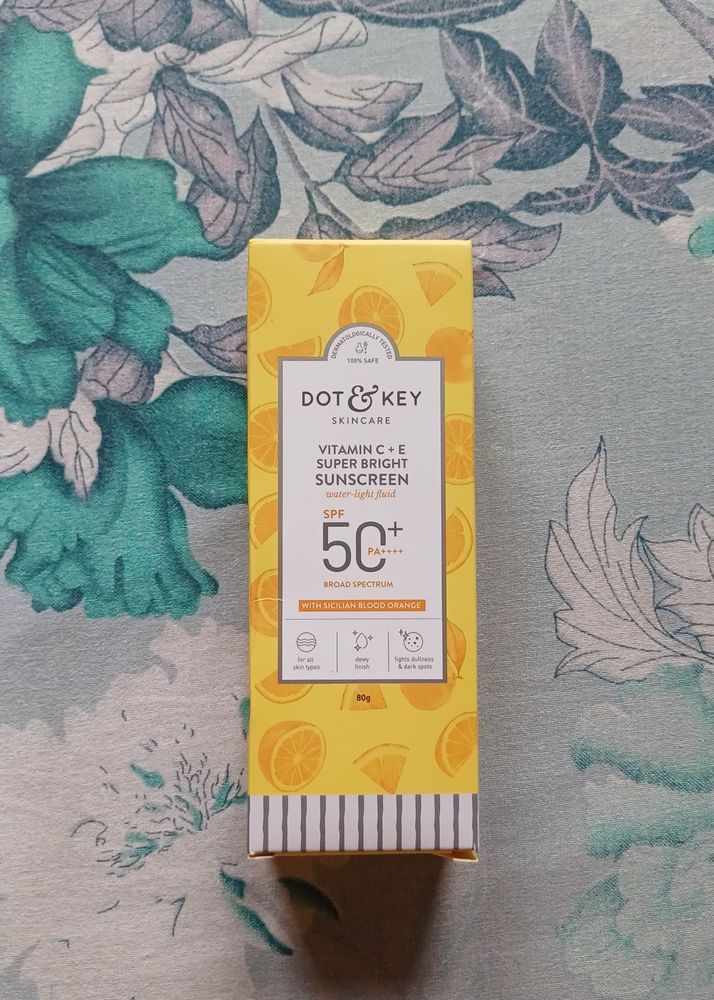 DERMATOLOGICALLY TESTED
100% SAFE
DOT & KEY
SKINCARE
VITAMIN C + E
SUPER BRIGHT
SUNSCREEN
water-light fluid
SPF
50+
PA++++
BROAD SPECTRUM
WITH SICILIAN BLOOD ORANGE
for all
skin types
dewy
finish
fights dullness
& dark spots
80g